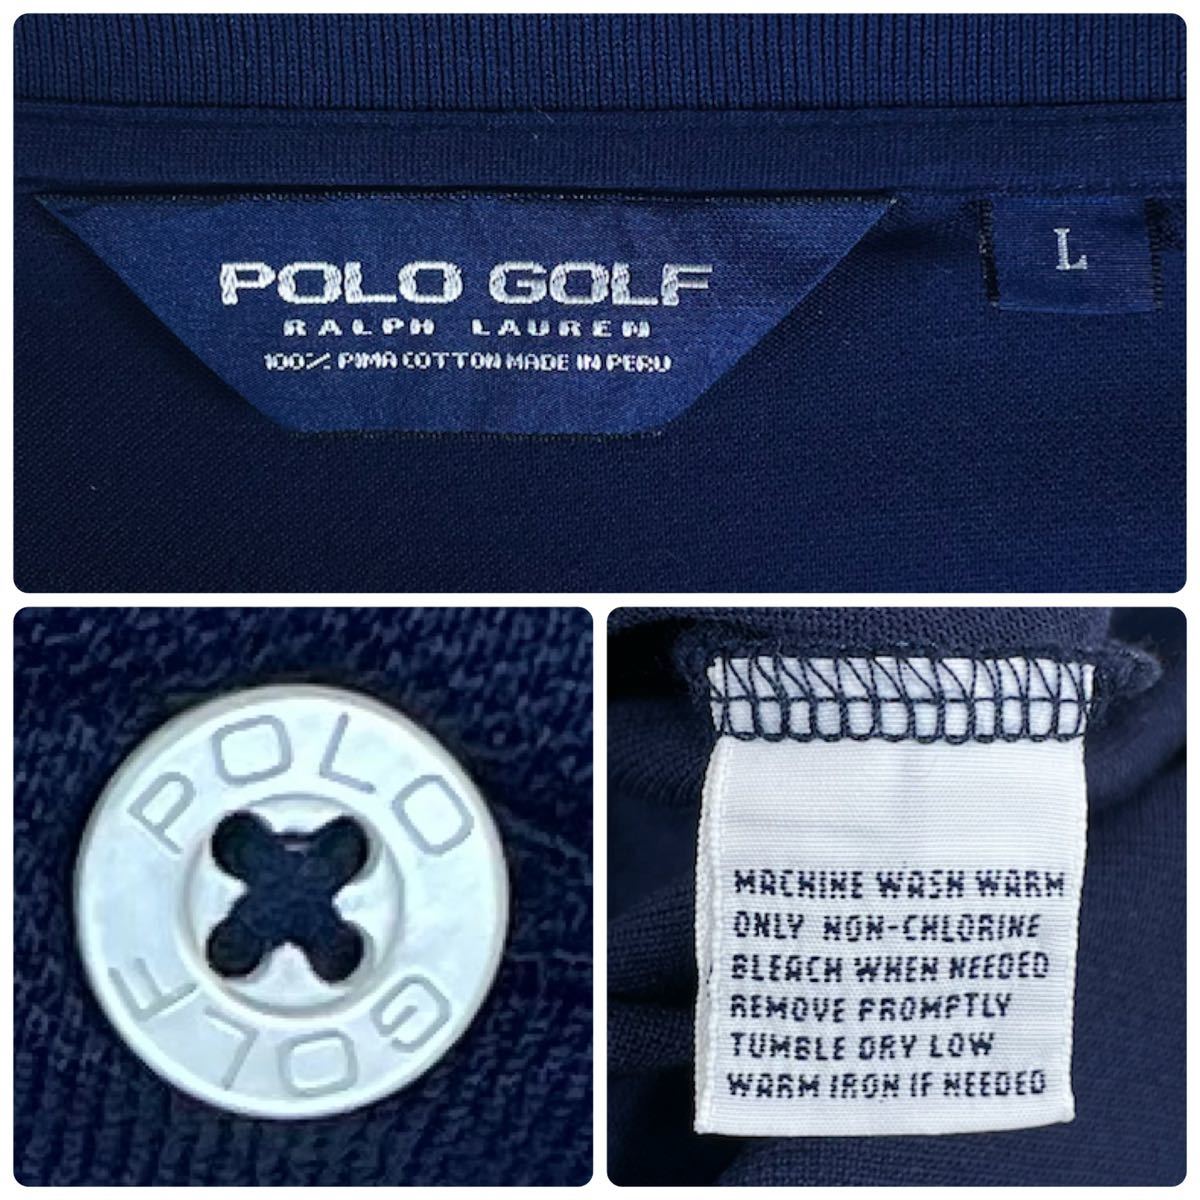 POLO GOLF
RALPH LAUREN
100% PIMA COTTON MADE IN PERU
L
POLO
GOLF
MACHINE WASH WARM
ONLY NON-CHLORINE
BLEACH WHEN NEEDED
REMOVE PROMPTLY
TUMBLE DRY LOW
WARM IRON IF NEEDED